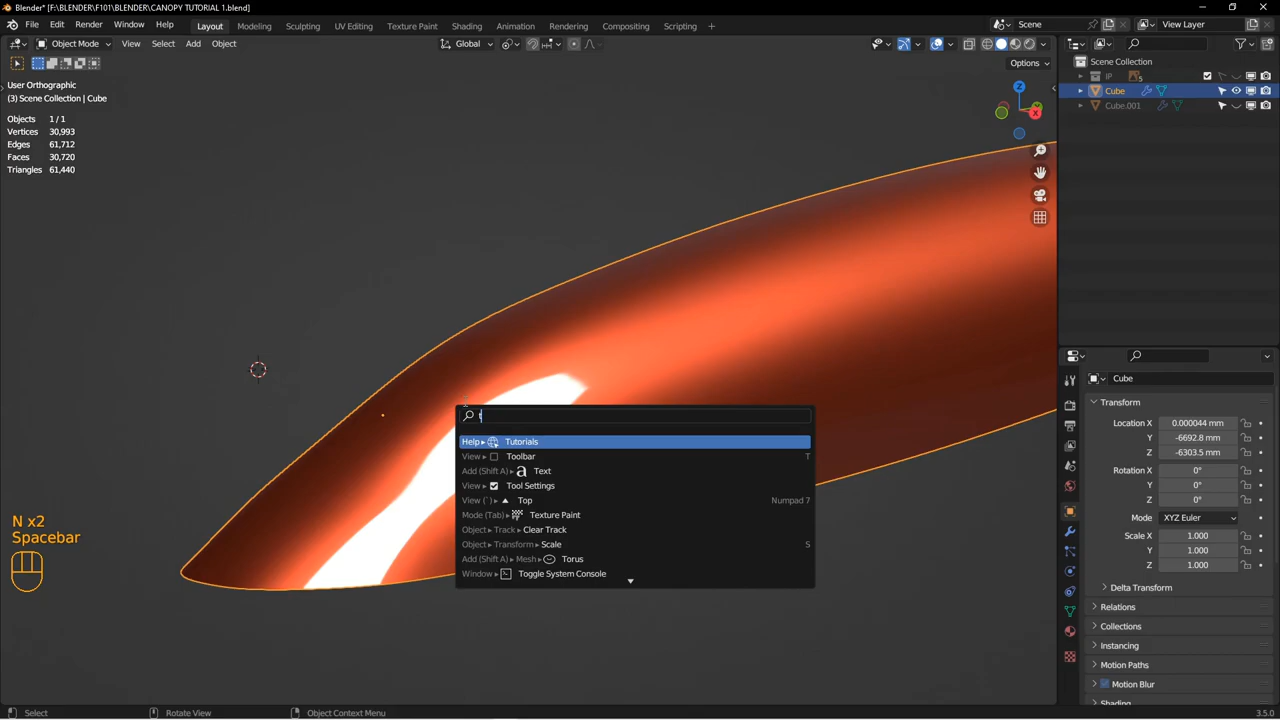 Blender* [F:\BLENDER\F101\BLENDER\CANOPY TUTORIAL 1.blend]
File Edit Render Window Help Layout Modeling Sculpting UV Editing Texture Paint Shading Animation Rendering Compositing Scripting Scene View Layer
Object Mode View Select Add Object Global
Options
User Orthographic
(3) Scene Collection | Cube
Objects 1 / 1
Vertices 30,993
Edges 61,712
Faces 30,720
Triangles 61,440
Z
Scene Collection
IP 5
Cube
Cube.001
t
Help ▸ Tutorials
View ▸ Toolbar T
Add (Shift A) ▸ Text
View ▸ Tool Settings
View (`) ▸ Top Numpad 7
Mode (Tab) ▸ Texture Paint
Object ▸ Track ▸ Clear Track
Object ▸ Transform ▸ Scale S
Add (Shift A) ▸ Mesh ▸ Torus
Window ▸ Toggle System Console
N x2
Spacebar
Cube
Transform
Location X 0.000044 mm
Y -6692.8 mm
Z -6303.5 mm
Rotation X 0°
Y 0°
Z 0°
Mode XYZ Euler
Scale X 1.000
Y 1.000
Z 1.000
Delta Transform
Relations
Collections
Instancing
Motion Paths
Motion Blur
Shading
Select Rotate View Object Context Menu 3.5.0